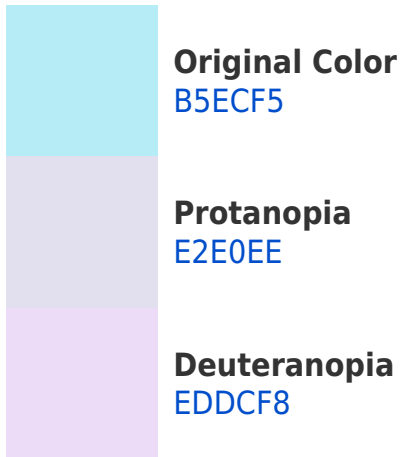 Original Color
B5ECF5
Protanopia
E2E0EE
Deuteranopia
EDDCF8